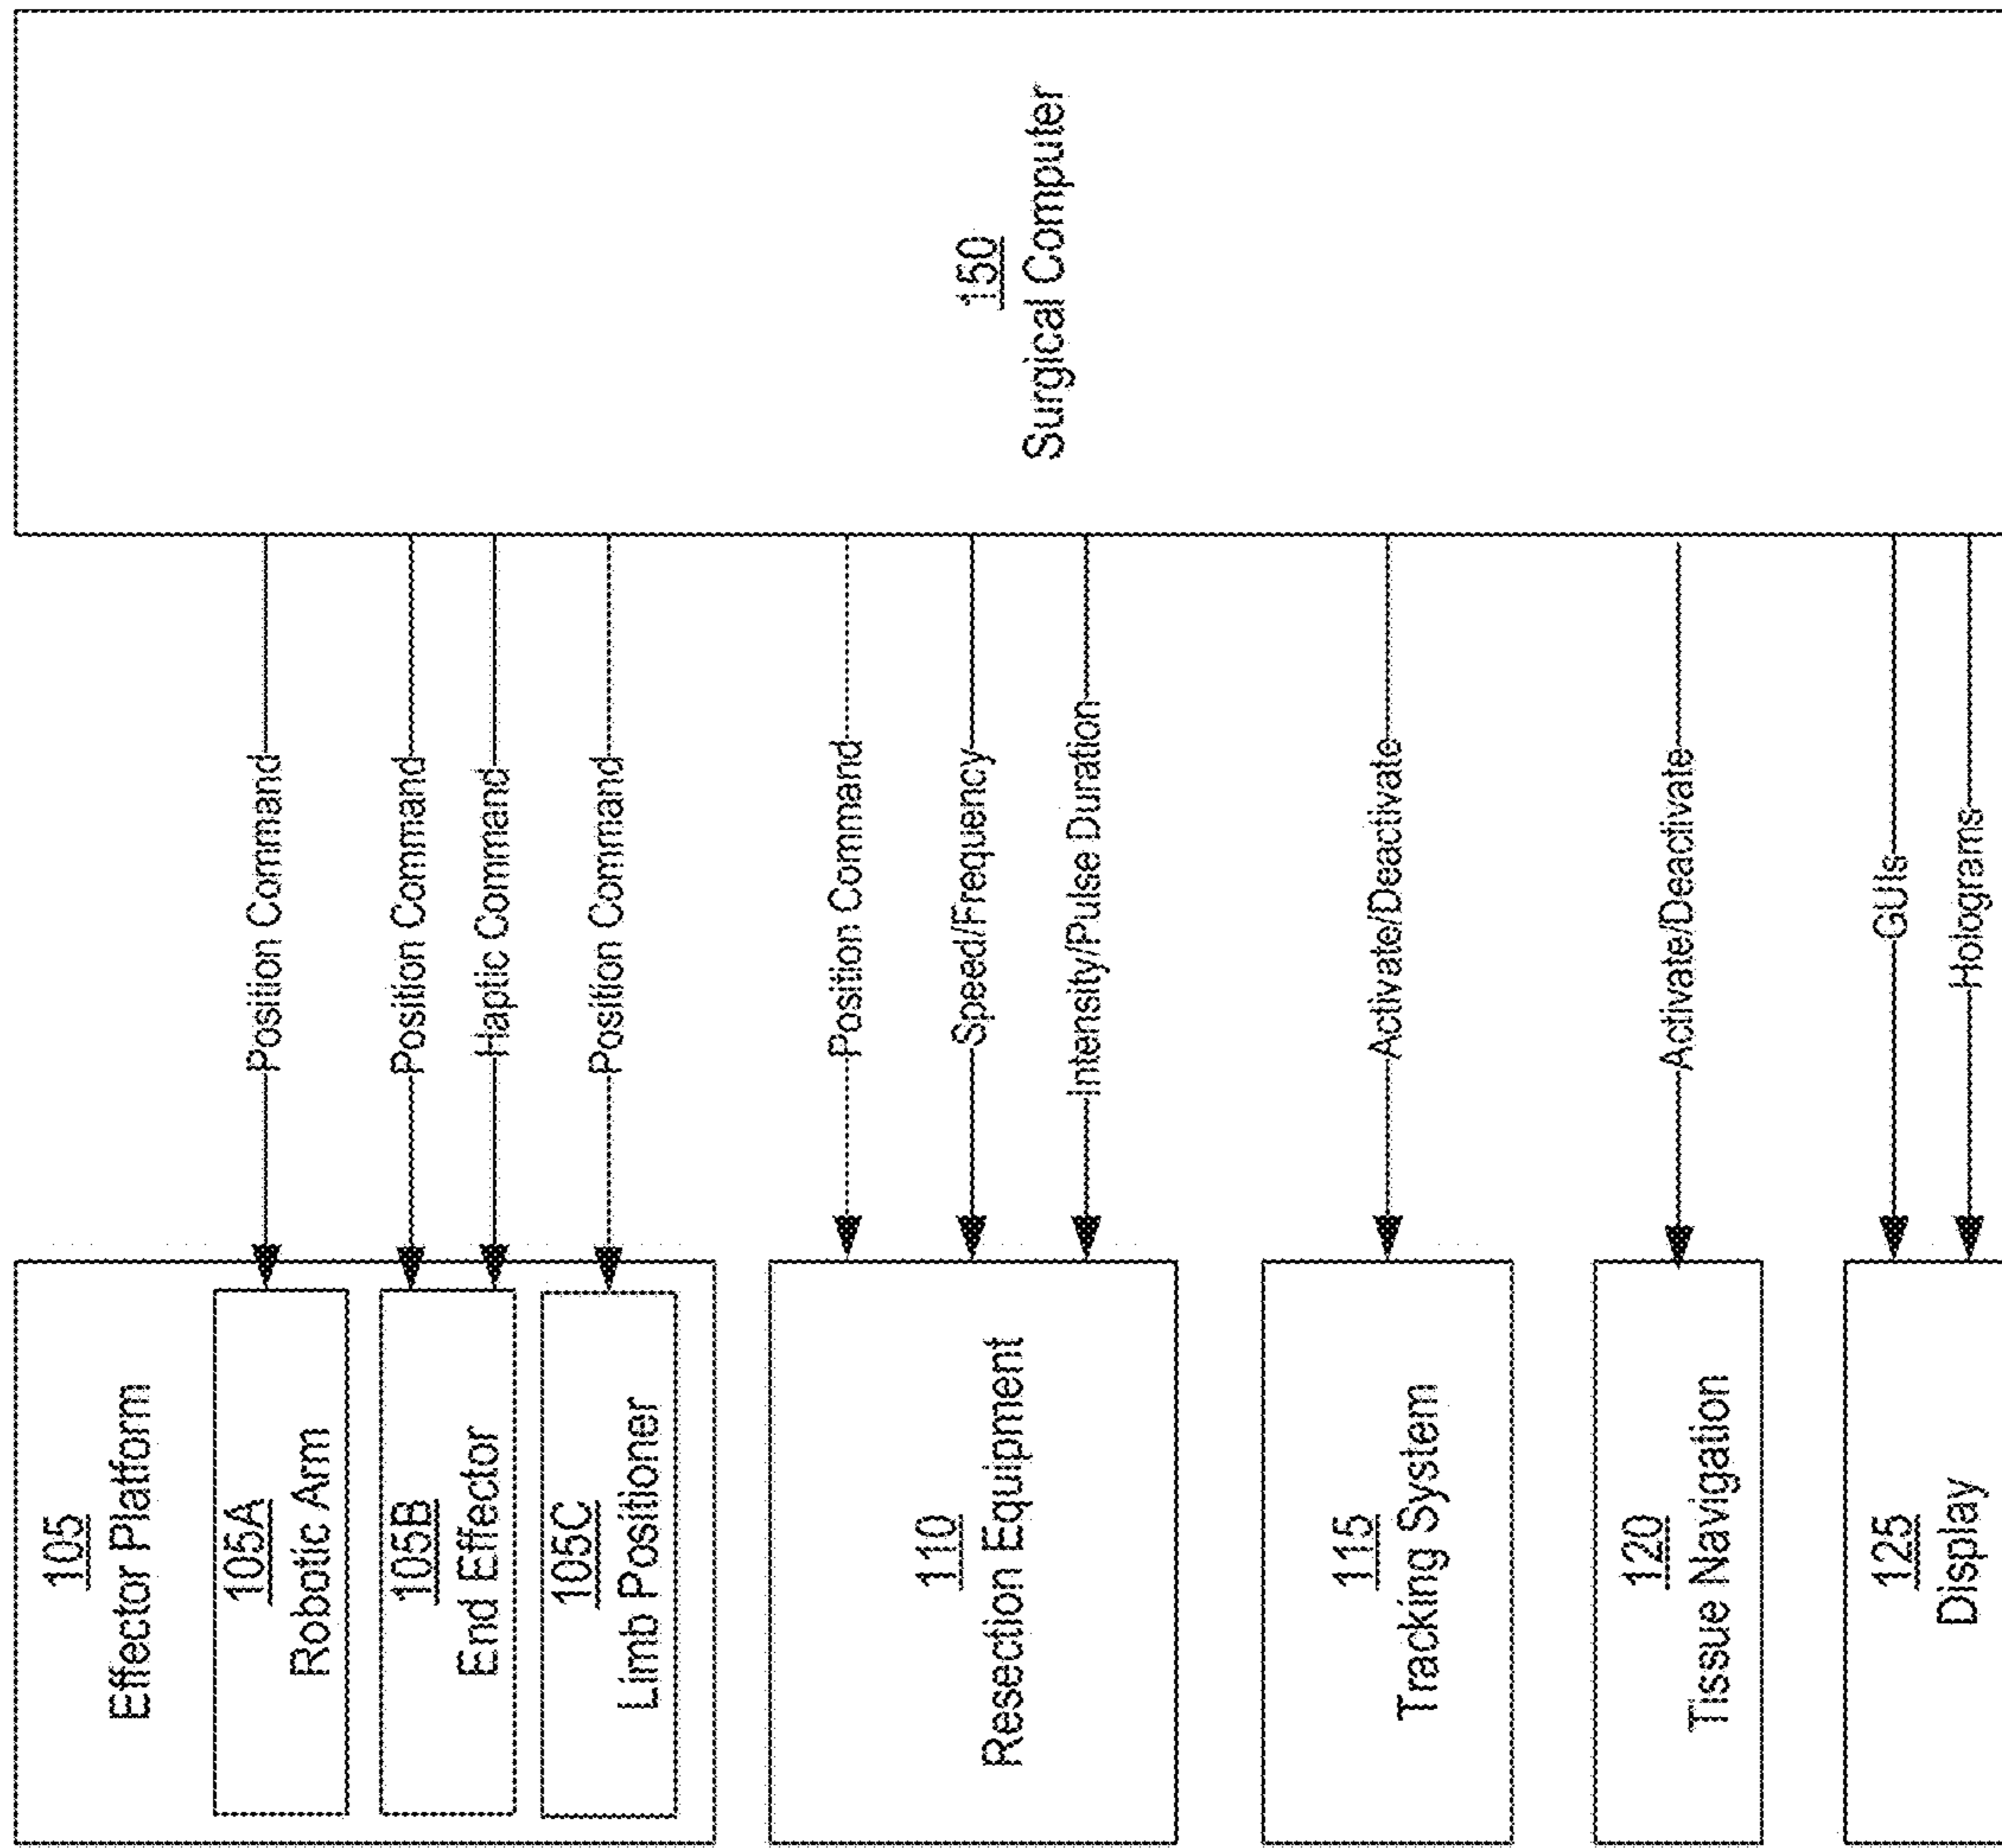 150
Surgical Computer
Position Command
Position Command
Haptic Command
Position Command
Position Command
Speed/Frequency
Intensity/Pulse Duration
Activate/Deactivate
Activate/Deactivate
GUIs
Holograms
105
Effector Platform
105A
Robotic Arm
105B
End Effector
105C
Limb Positioner
110
Resection Equipment
115
Tracking System
120
Tissue Navigation
125
Display